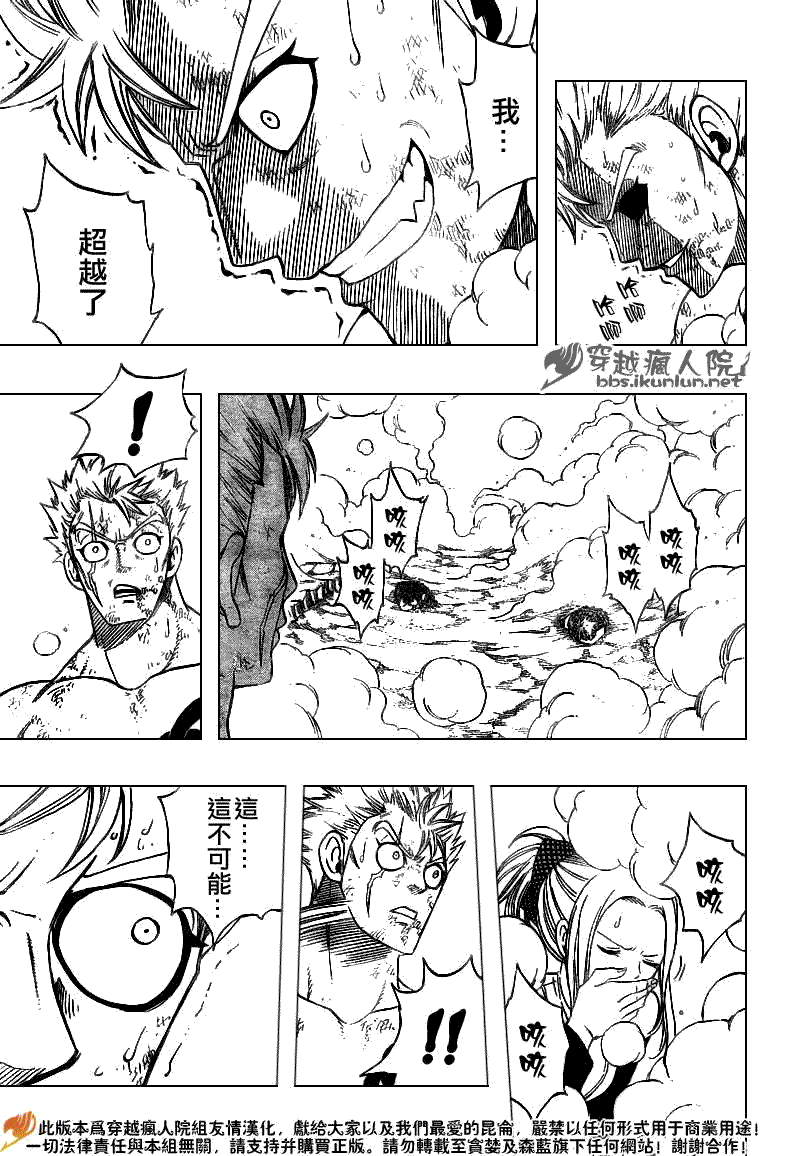 呵呵
我…
超越了
穿越瘋人院
bbs.ikunlun.net
咳咳
咳咳
咳咳
咳咳
!
咳咳
咳咳
!!
這……
這不可能…
此版本爲穿越瘋人院組友情漢化，獻給大家以及我們最愛的昆侖，嚴禁以任何形式用于商業用途!
一切法律責任與本組無關，請支持并購買正版。請勿轉載至貪婪及森藍旗下任何網站！謝謝合作！